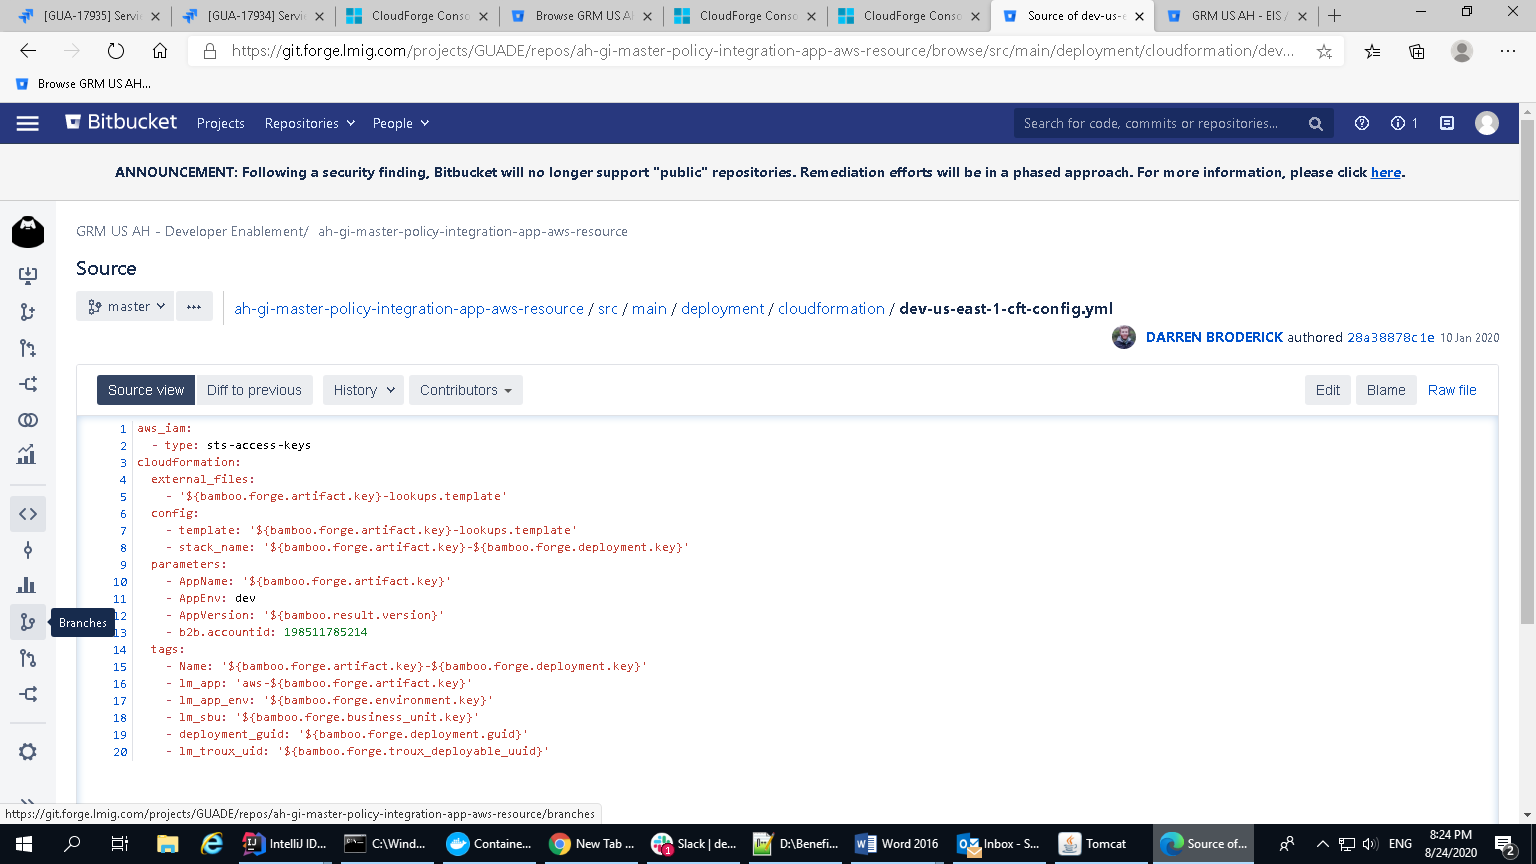 [GUA-17935] Servi
[GUA-17934] Servi
CloudForge Conso
Browse GRM US AH
CloudForge Conso
CloudForge Conso
Source of dev-us-e
GRM US AH - EIS /
https://git.forge.lmig.com/projects/GUADE/repos/ah-gi-master-policy-integration-app-aws-resource/browse/src/main/deployment/cloudformation/dev...
Browse GRM US AH...
Bitbucket Projects Repositories People
Search for code, commits or repositories...
1
ANNOUNCEMENT: Following a security finding, Bitbucket will no longer support "public" repositories. Remediation efforts will be in a phased approach. For more information, please click here.
GRM US AH - Developer Enablement/ ah-gi-master-policy-integration-app-aws-resource
Source
master ••• ah-gi-master-policy-integration-app-aws-resource / src / main / deployment / cloudformation / dev-us-east-1-cft-config.yml
DARREN BRODERICK authored 28a38878c1e 10 Jan 2020
Source view Diff to previous History Contributors Edit Blame Raw file
1 aws_iam:
2 - type: sts-access-keys
3 cloudformation:
4 external_files:
5 - '${bamboo.forge.artifact.key}-lookups.template'
6 config:
7 - template: '${bamboo.forge.artifact.key}-lookups.template'
8 - stack_name: '${bamboo.forge.artifact.key}-${bamboo.forge.deployment.key}'
9 parameters:
10 - AppName: '${bamboo.forge.artifact.key}'
11 - AppEnv: dev
12 - AppVersion: '${bamboo.result.version}'
13 - b2b.accountid: 198511785214
14 tags:
15 - Name: '${bamboo.forge.artifact.key}-${bamboo.forge.deployment.key}'
16 - lm_app: 'aws-${bamboo.forge.artifact.key}'
17 - lm_app_env: '${bamboo.forge.environment.key}'
18 - lm_sbu: '${bamboo.forge.business_unit.key}'
19 - deployment_guid: '${bamboo.forge.deployment.guid}'
20 - lm_troux_uid: '${bamboo.forge.troux_deployable_uuid}'
Branches
https://git.forge.lmig.com/projects/GUADE/repos/ah-gi-master-policy-integration-app-aws-resource/branches
IntelliJ ID...
C:\Wind...
Containe...
New Tab ...
Slack | de...
1
D:\Benefi...
Word 2016
Inbox - S...
Tomcat
Source of...
ENG
8:24 PM
8/24/2020
2